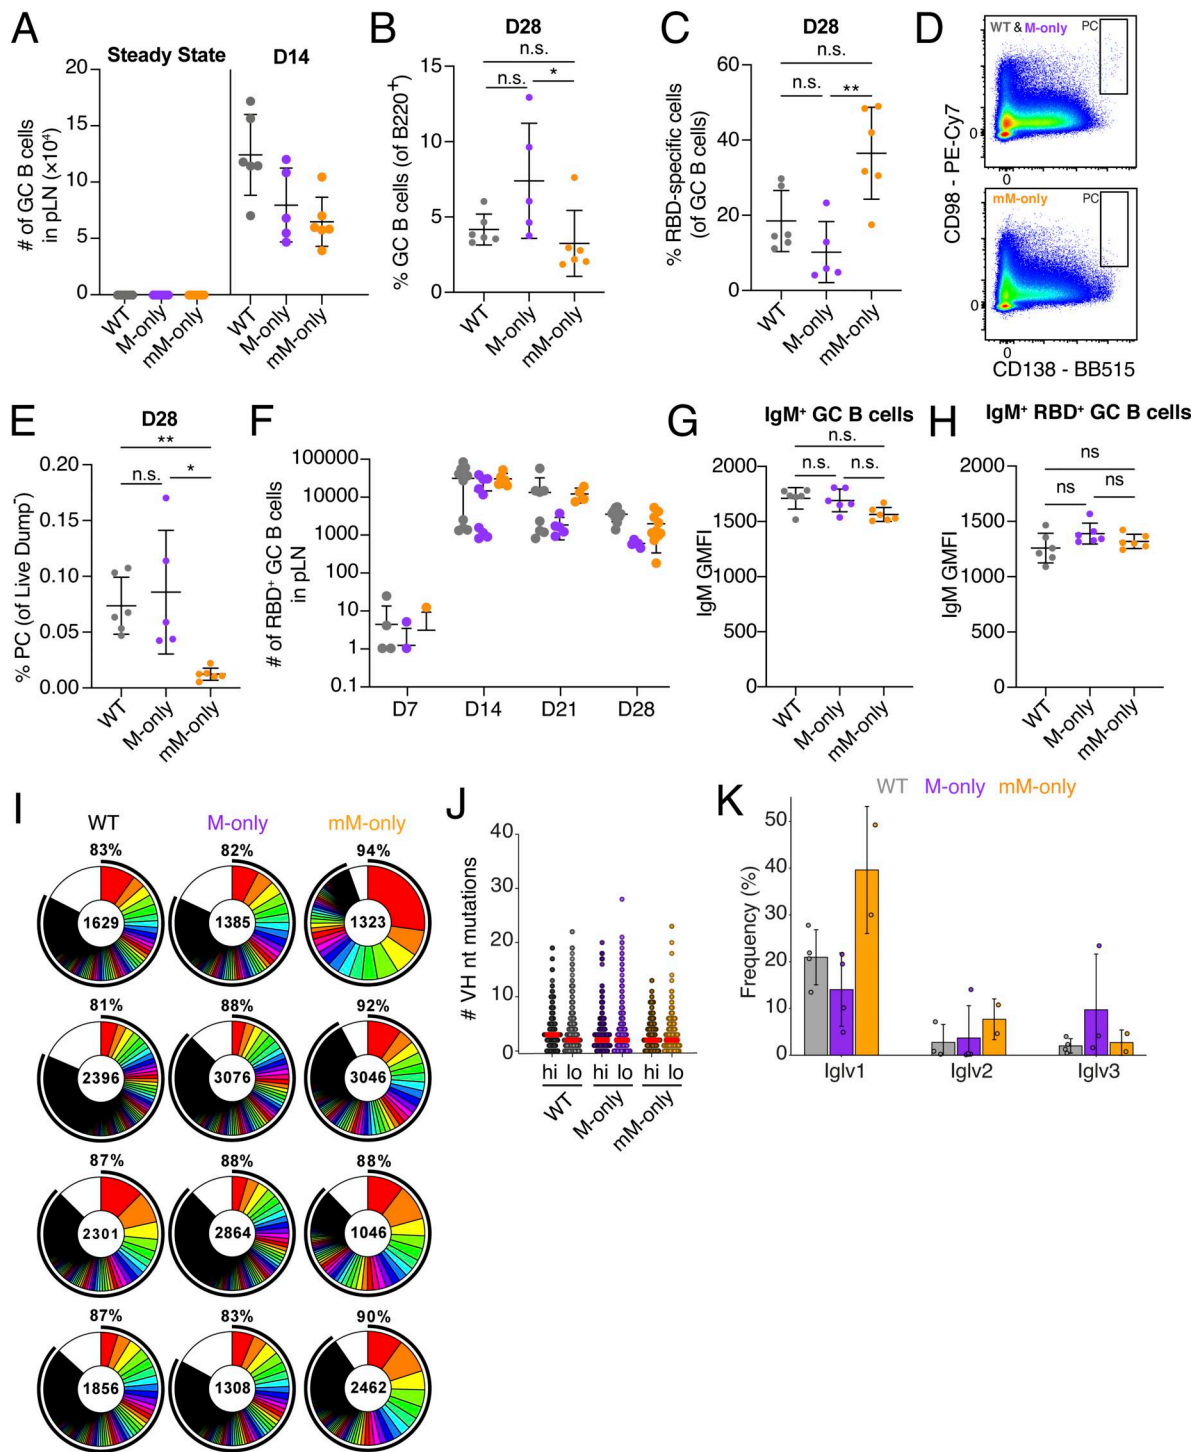 A
Steady State
D14
# of GC B cells
in pLN (×10⁴)
20
15
10
5
0
WT
M-only
mM-only
WT
M-only
mM-only
B
D28
n.s.
n.s.
*
% GC B cells (of B220⁺)
15
10
5
0
WT
M-only
mM-only
C
D28
n.s.
n.s.
**
% RBD-specific cells
(of GC B cells)
60
40
20
0
WT
M-only
mM-only
D
WT & M-only
PC
0
0
mM-only
PC
0
0
CD98 - PE-Cy7
CD138 - BB515
E
D28
**
n.s.
*
% PC (of Live Dump⁻)
0.20
0.15
0.10
0.05
0.00
WT
M-only
mM-only
F
# of RBD⁺ GC B cells
in pLN
100000
10000
1000
100
10
1
0.1
D7
D14
D21
D28
G
IgM⁺ GC B cells
n.s.
n.s.
n.s.
IgM GMFI
2000
1500
1000
500
0
WT
M-only
mM-only
H
IgM⁺ RBD⁺ GC B cells
ns
ns
ns
IgM GMFI
2000
1500
1000
500
0
WT
M-only
mM-only
I
WT
M-only
mM-only
83%
82%
94%
1629
1385
1323
81%
88%
92%
2396
3076
3046
87%
88%
88%
2301
2864
1046
87%
83%
90%
1856
1308
2462
J
# VH nt mutations
40
30
20
10
0
hi lo
hi lo
hi lo
WT
M-only
mM-only
K
WT M-only mM-only
Frequency (%)
50
40
30
20
10
0
Iglv1
Iglv2
Iglv3